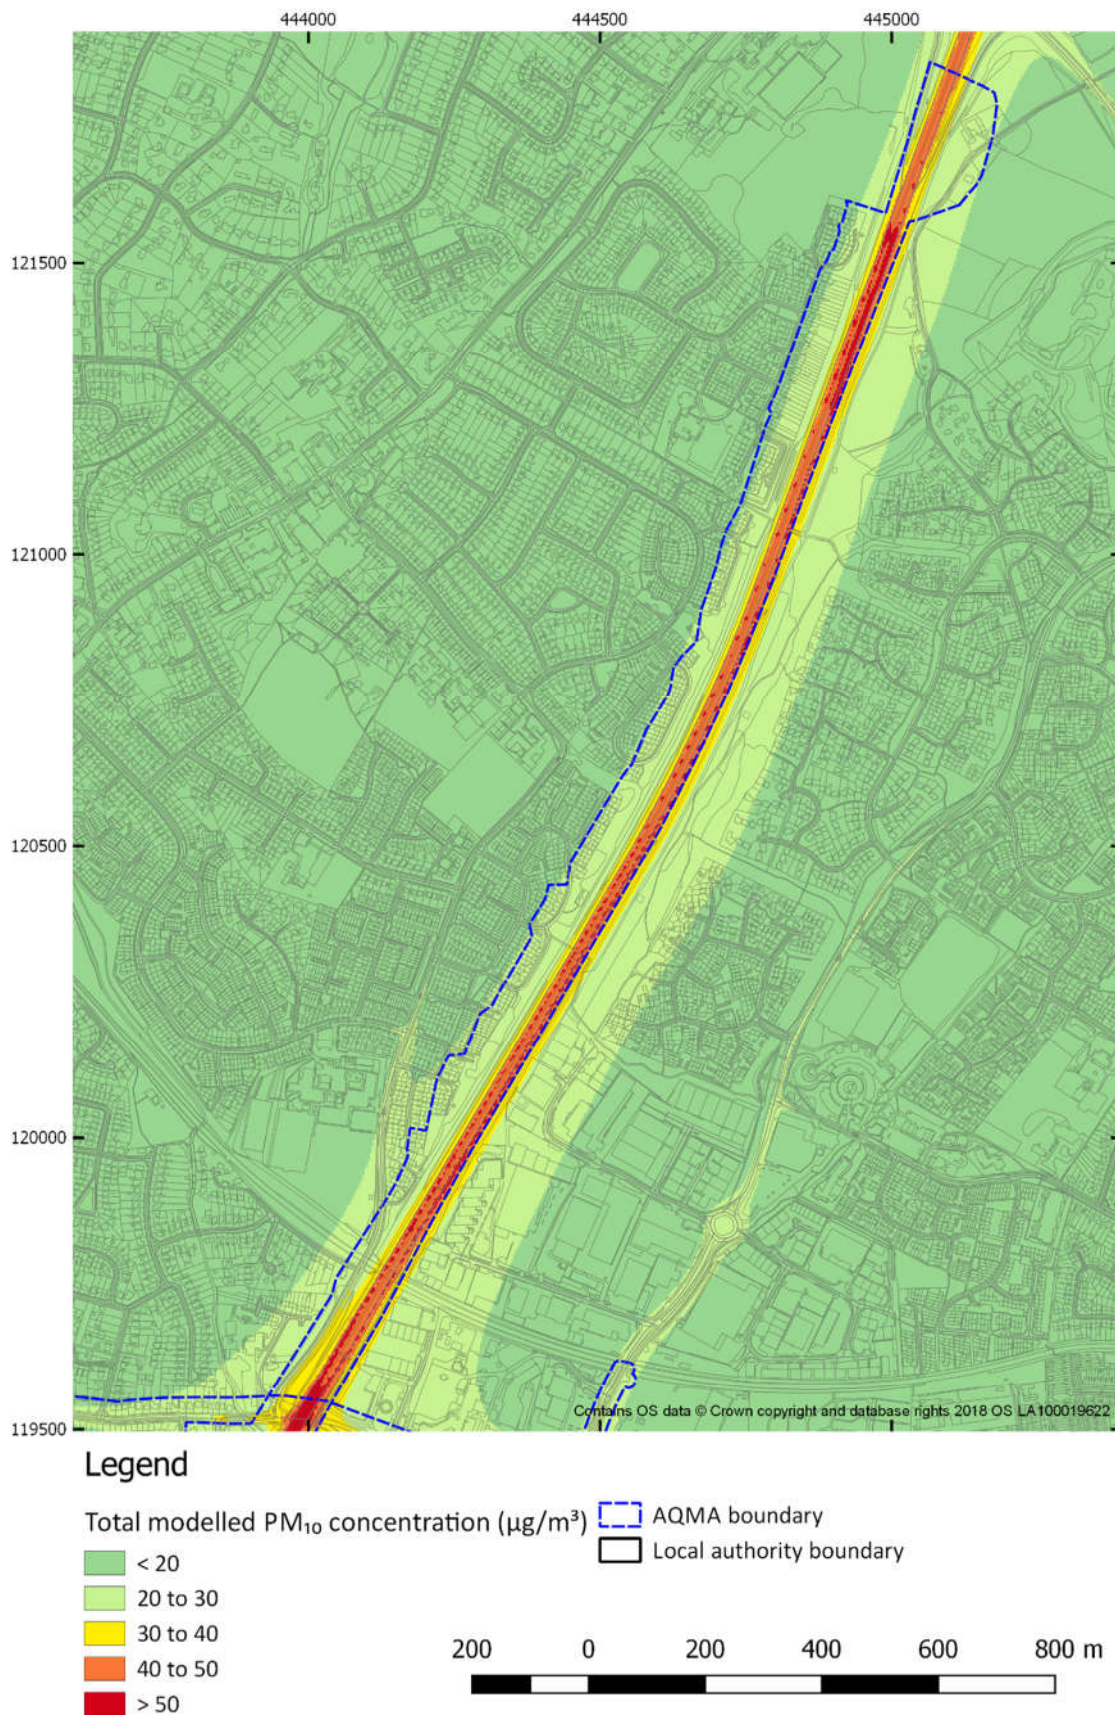 444000 444500 445000
121500
121000
120500
120000
119500
Contains OS data © Crown copyright and database rights 2018 OS LA100019622
Legend
Total modelled PM₁₀ concentration (µg/m³)
< 20
20 to 30
30 to 40
40 to 50
> 50
AQMA boundary
Local authority boundary
200 0 200 400 600 800 m